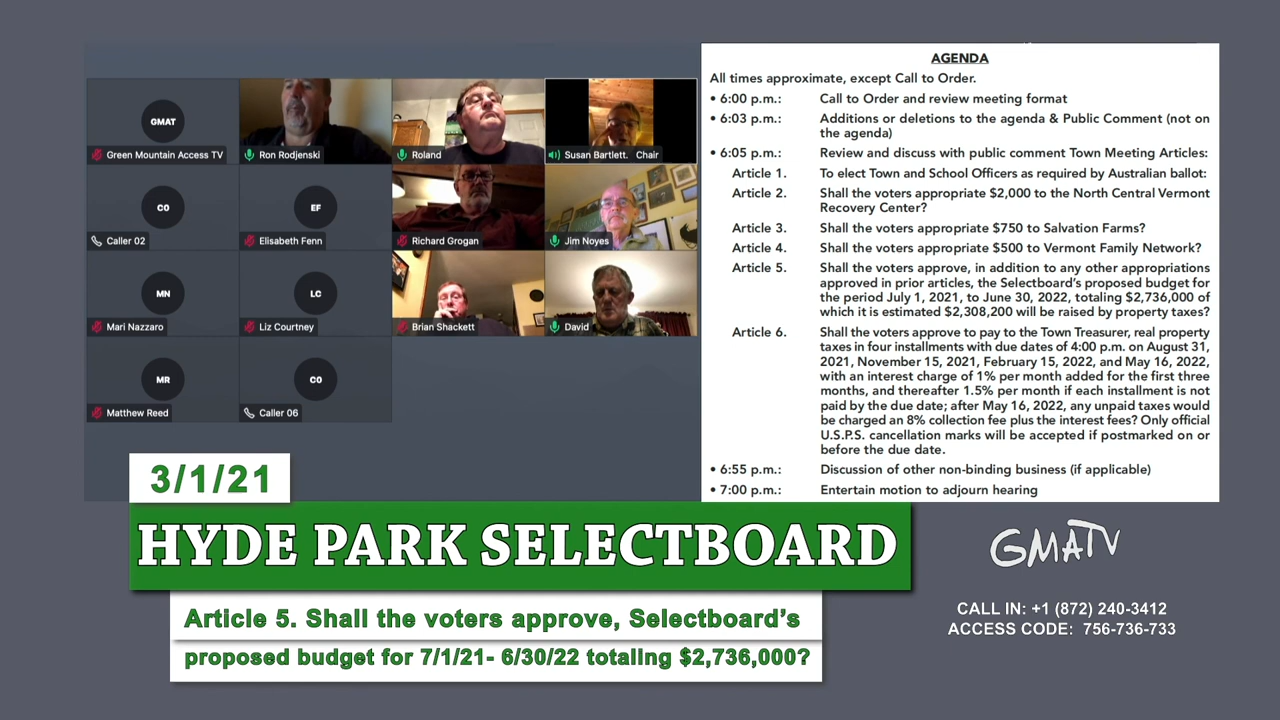 GMAT
Green Mountain Access TV
Ron Rodjenski
Roland
Susan Bartlett. Chair
C0
Caller 02
EF
Elisabeth Fenn
Richard Grogan
Jim Noyes
MN
Mari Nazzaro
LC
Liz Courtney
Brian Shackett
David
MR
Matthew Reed
C0
Caller 06
AGENDA
All times approximate, except Call to Order.
• 6:00 p.m.: Call to Order and review meeting format
• 6:03 p.m.: Additions or deletions to the agenda & Public Comment (not on
the agenda)
• 6:05 p.m.: Review and discuss with public comment Town Meeting Articles:
Article 1. To elect Town and School Officers as required by Australian ballot:
Article 2. Shall the voters appropriate $2,000 to the North Central Vermont
Recovery Center?
Article 3. Shall the voters appropriate $750 to Salvation Farms?
Article 4. Shall the voters appropriate $500 to Vermont Family Network?
Article 5. Shall the voters approve, in addition to any other appropriations
approved in prior articles, the Selectboard's proposed budget for
the period July 1, 2021, to June 30, 2022, totaling $2,736,000 of
which it is estimated $2,308,200 will be raised by property taxes?
Article 6. Shall the voters approve to pay to the Town Treasurer, real property
taxes in four installments with due dates of 4:00 p.m. on August 31,
2021, November 15, 2021, February 15, 2022, and May 16, 2022,
with an interest charge of 1% per month added for the first three
months, and thereafter 1.5% per month if each installment is not
paid by the due date; after May 16, 2022, any unpaid taxes would
be charged an 8% collection fee plus the interest fees? Only official
U.S.P.S. cancellation marks will be accepted if postmarked on or
before the due date.
• 6:55 p.m.: Discussion of other non-binding business (if applicable)
• 7:00 p.m.: Entertain motion to adjourn hearing
3/1/21
HYDE PARK SELECTBOARD
Article 5. Shall the voters approve, Selectboard's
proposed budget for 7/1/21- 6/30/22 totaling $2,736,000?
GMATV
CALL IN: +1 (872) 240-3412
ACCESS CODE: 756-736-733